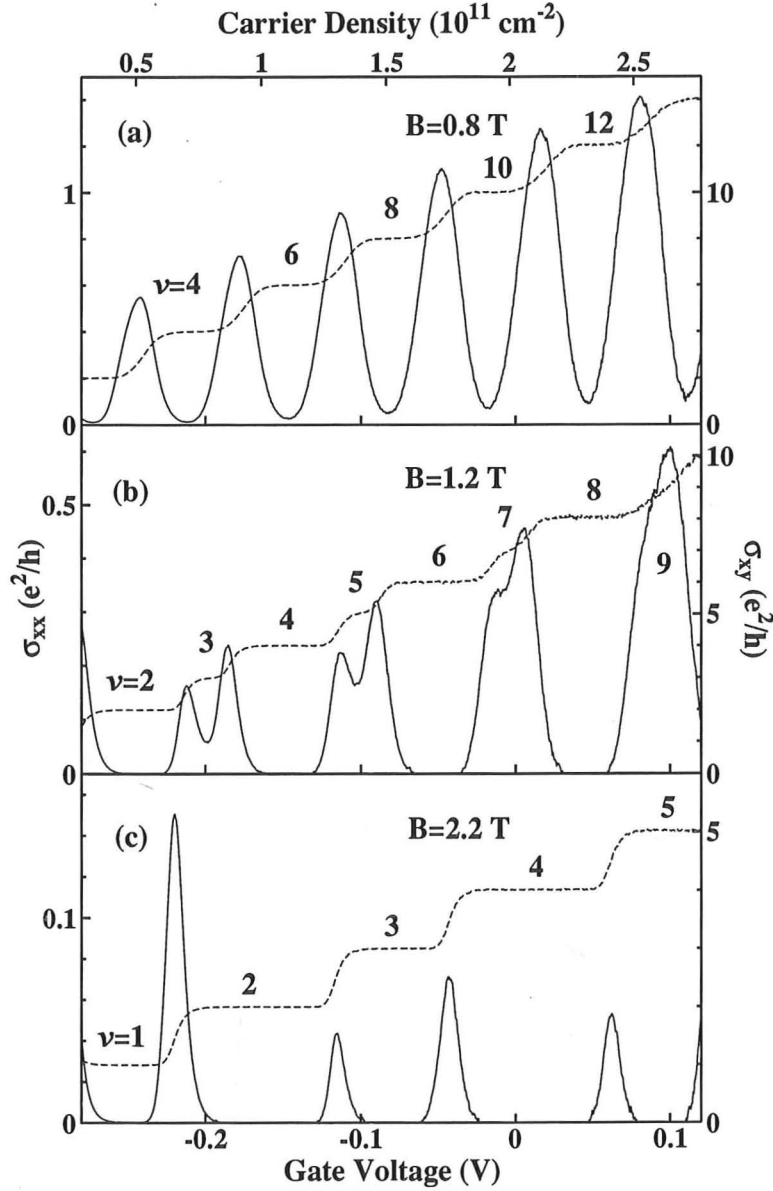 Carrier Density (10¹¹ cm⁻²)
0.5 1 1.5 2 2.5
(a) B=0.8 T 12
10
8
6
ν=4
1
0
10
0
(b) B=1.2 T 8
7
6
5
4
3
ν=2
9
0.5
0
10
5
0
σxx (e²/h)
σxy (e²/h)
(c) B=2.2 T 5
4
3
2
ν=1
0.1
0
5
0
-0.2 -0.1 0 0.1
Gate Voltage (V)